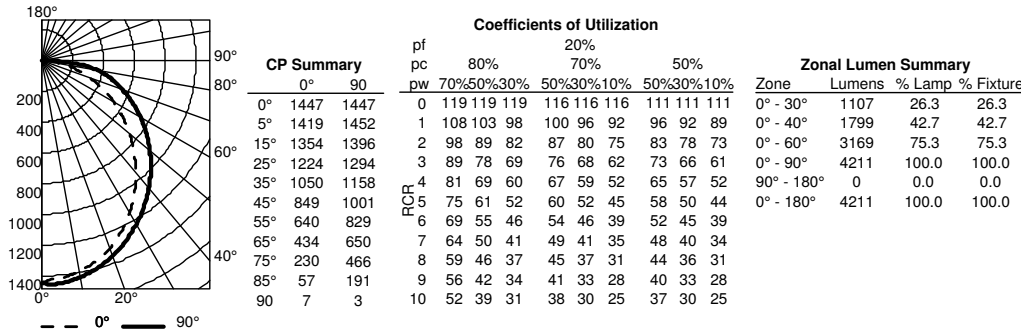 180°
90°
80°
60°
40°
200
400
600
800
1000
1200
1400
0°
20°
0° 90°
CP Summary
0° 90
0° 1447 1447
5° 1419 1452
15° 1354 1396
25° 1224 1294
35° 1050 1158
45° 849 1001
55° 640 829
65° 434 650
75° 230 466
85° 57 191
90 7 3
Coefficients of Utilization
pf 20%
pc 80% 70% 50%
pw 70%50%30% 50%30%10% 50%30%10%
RCR
0 119 119 119 116 116 116 111 111 111
1 108 103 98 100 96 92 96 92 89
2 98 89 82 87 80 75 83 78 73
3 89 78 69 76 68 62 73 66 61
4 81 69 60 67 59 52 65 57 52
5 75 61 52 60 52 45 58 50 44
6 69 55 46 54 46 39 52 45 39
7 64 50 41 49 41 35 48 40 34
8 59 46 37 45 37 31 44 36 31
9 56 42 34 41 33 28 40 33 28
10 52 39 31 38 30 25 37 30 25
Zonal Lumen Summary
Zone Lumens % Lamp % Fixture
0° - 30° 1107 26.3 26.3
0° - 40° 1799 42.7 42.7
0° - 60° 3169 75.3 75.3
0° - 90° 4211 100.0 100.0
90° - 180° 0 0.0 0.0
0° - 180° 4211 100.0 100.0